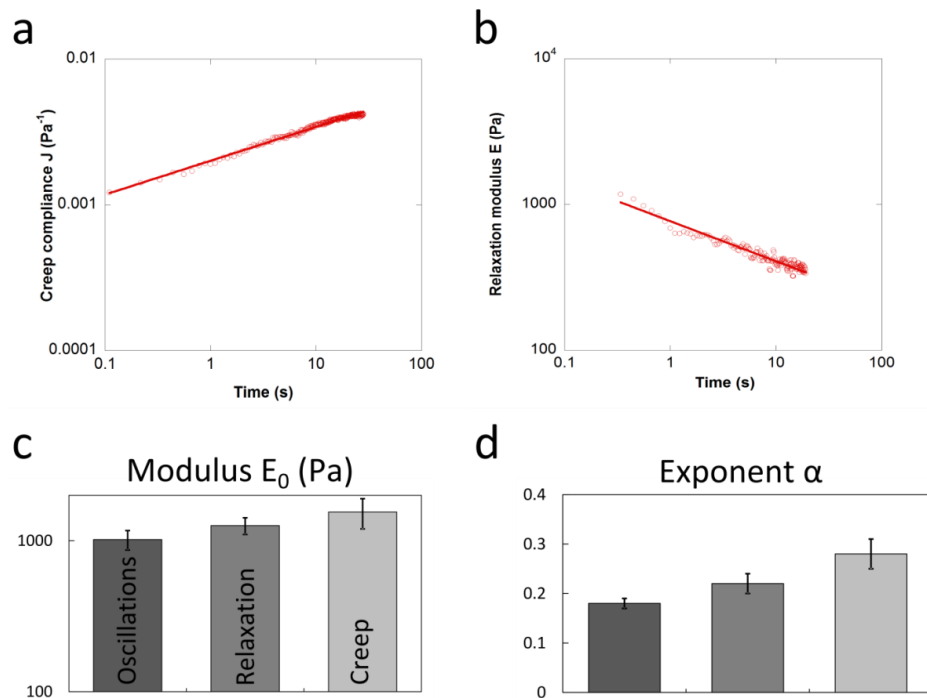 a
0.01
0.001
0.0001
Creep compliance J (Pa⁻¹)
0.1 1 10 100
Time (s)
b
10⁴
1000
100
Relaxation modulus E (Pa)
0.1 1 10 100
Time (s)
c
Modulus E₀ (Pa)
1000
100
Oscillations
Relaxation
Creep
d
Exponent α
0.4
0.3
0.2
0.1
0